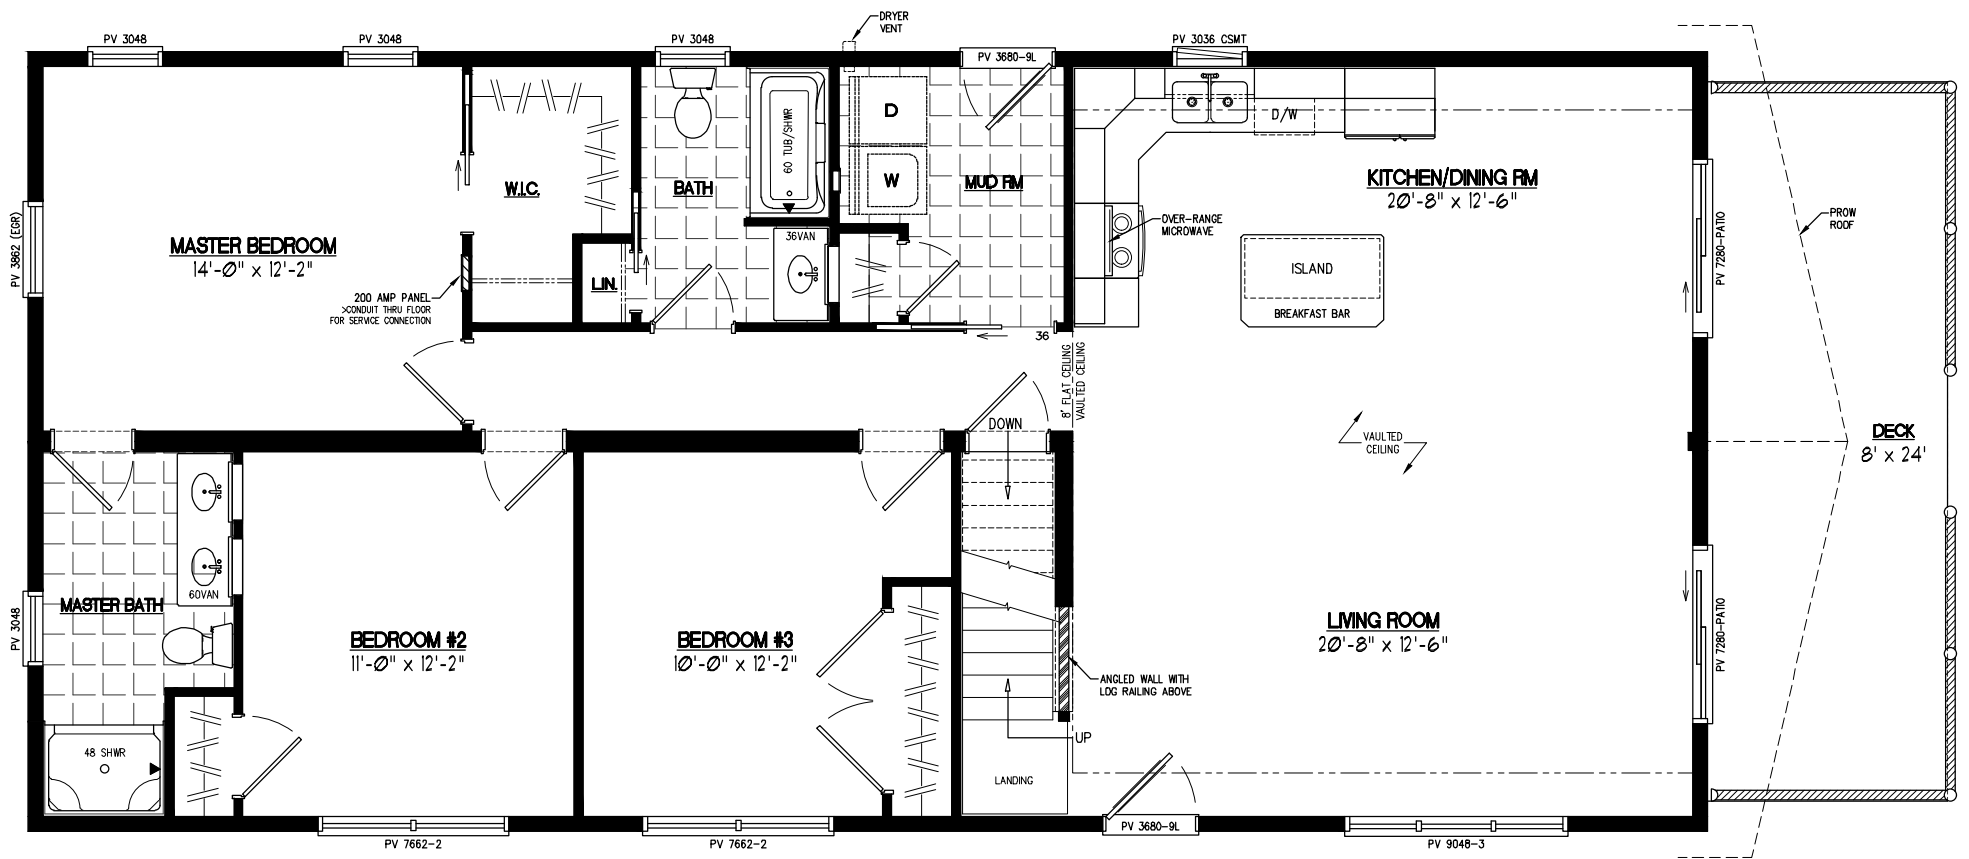 DRYER
VENT
PV 3048
PV 3048
PV 3048
PV 3680-9L
PV 3036 CSMT
D
D/W
60 TUB/SHWR
W.I.C.
BATH
W
MUD RM
KITCHEN/DINING RM
20'-8" x 12'-6"
OVER-RANGE
MICROWAVE
PROW
ROOF
PV 3862 (EGR)
MASTER BEDROOM
14'-0" x 12'-2"
36VAN
PV 7280-PATIO
LIN.
ISLAND
200 AMP PANEL
>CONDUIT THRU FLOOR
FOR SERVICE CONNECTION
BREAKFAST BAR
36
8' FLAT CEILING
VAULTED CEILING
DOWN
VAULTED
CEILING
DECK
8' x 24'
60VAN
MASTER BATH
PV 3048
BEDROOM #2
11'-0" x 12'-2"
BEDROOM #3
10'-0" x 12'-2"
LIVING ROOM
20'-8" x 12'-6"
PV 7280-PATIO
ANGLED WALL WITH
LOG RAILING ABOVE
UP
48 SHWR
LANDING
PV 7662-2
PV 7662-2
PV 3680-9L
PV 9048-3